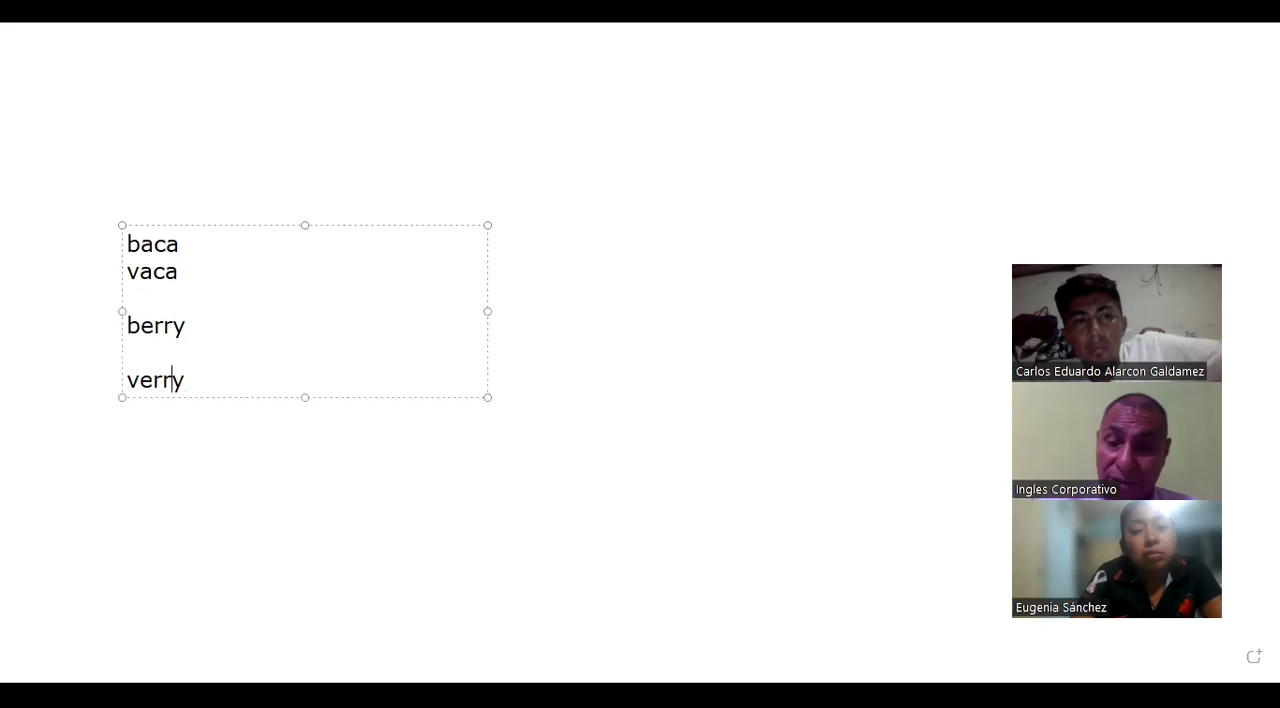 baca
vaca
berry
verry
Carlos Eduardo Alarcon Galdamez
Ingles Corporativo
Eugenia Sánchez